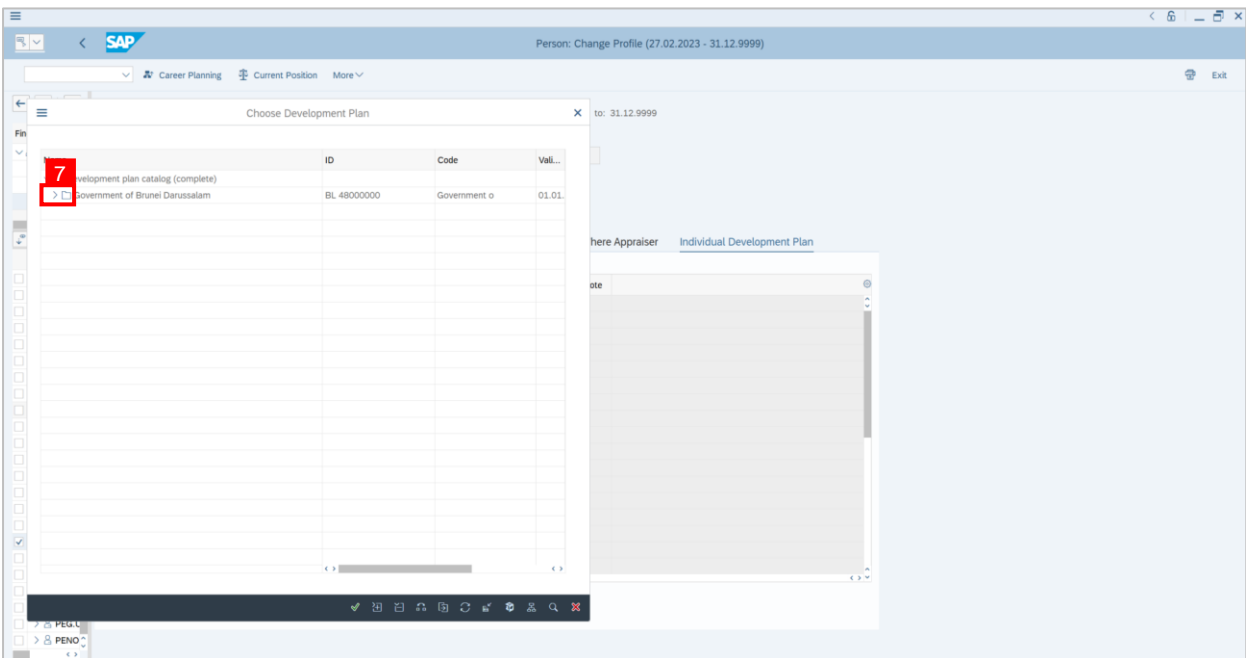 SAP
Person: Change Profile (27.02.2023 - 31.12.9999)
Career Planning
Current Position
More
Exit
Choose Development Plan
to: 31.12.9999
Fin
ID
Code
Vali...
7
velopment plan catalog (complete)
Government of Brunei Darussalam
BL 48000000
Government o
01.01.
here Appraiser
Individual Development Plan
ote
PEG.U
PENO